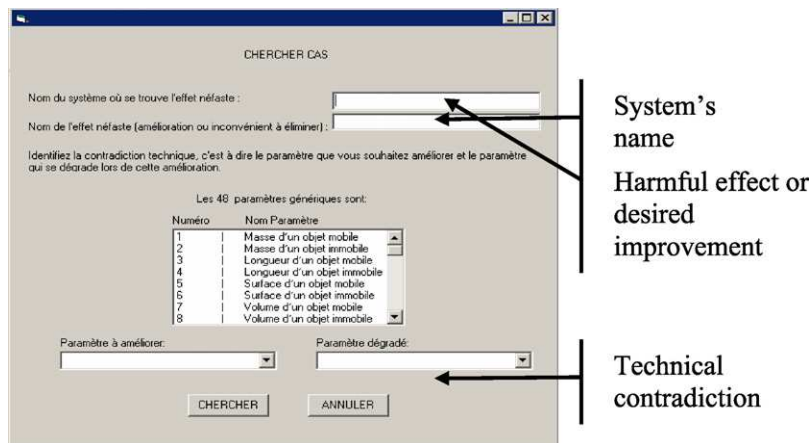 CHERCHER CAS
Nom du système où se trouve l'effet néfaste :
Nom de l'effet néfaste (amélioration ou inconvénient à éliminer) :
Identifiez la contradiction technique, c'est à dire le paramètre que vous souhaitez améliorer et le paramètre
qui se dégrade lors de cette amélioration.
Les 48 paramètres génériques sont:
Numéro Nom Paramètre
1 | Masse d'un objet mobile
2 | Masse d'un objet immobile
3 | Longueur d'un objet mobile
4 | Longueur d'un objet immobile
5 | Surface d'un objet mobile
6 | Surface d'un objet immobile
7 | Volume d'un objet mobile
8 | Volume d'un objet immobile
Paramètre à améliorer: Paramètre dégradé:
CHERCHER ANNULER
System's
name
Harmful effect or
desired
improvement
Technical
contradiction